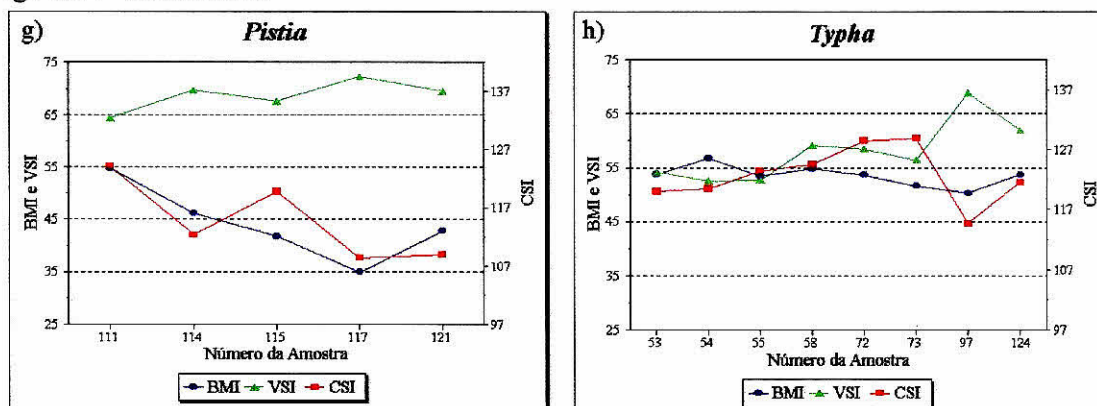 g) Pistia
BMI e VSI
75
65
55
45
35
25
CSI
137
127
117
107
97
111 114 115 117 121
Número da Amostra
BMI VSI CSI
h) Typha
BMI e VSI
75
65
55
45
35
25
CSI
137
127
117
107
97
53 54 55 58 72 73 97 124
Número da Amostra
BMI VSI CSI